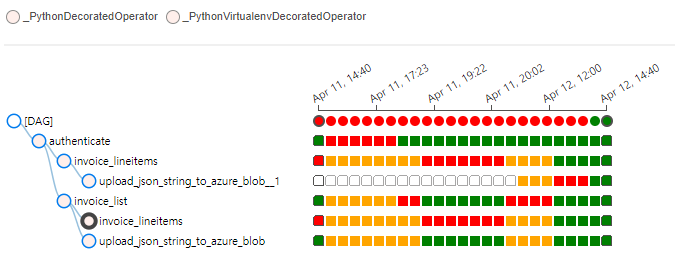 _PythonDecoratedOperator _PythonVirtualenvDecoratedOperator
Apr 11, 14:40 Apr 11, 17:23 Apr 11, 19:22 Apr 11, 20:02 Apr 12, 12:00 Apr 12, 14:40
[DAG]
authenticate
invoice_lineitems
upload_json_string_to_azure_blob__1
invoice_list
invoice_lineitems
upload_json_string_to_azure_blob